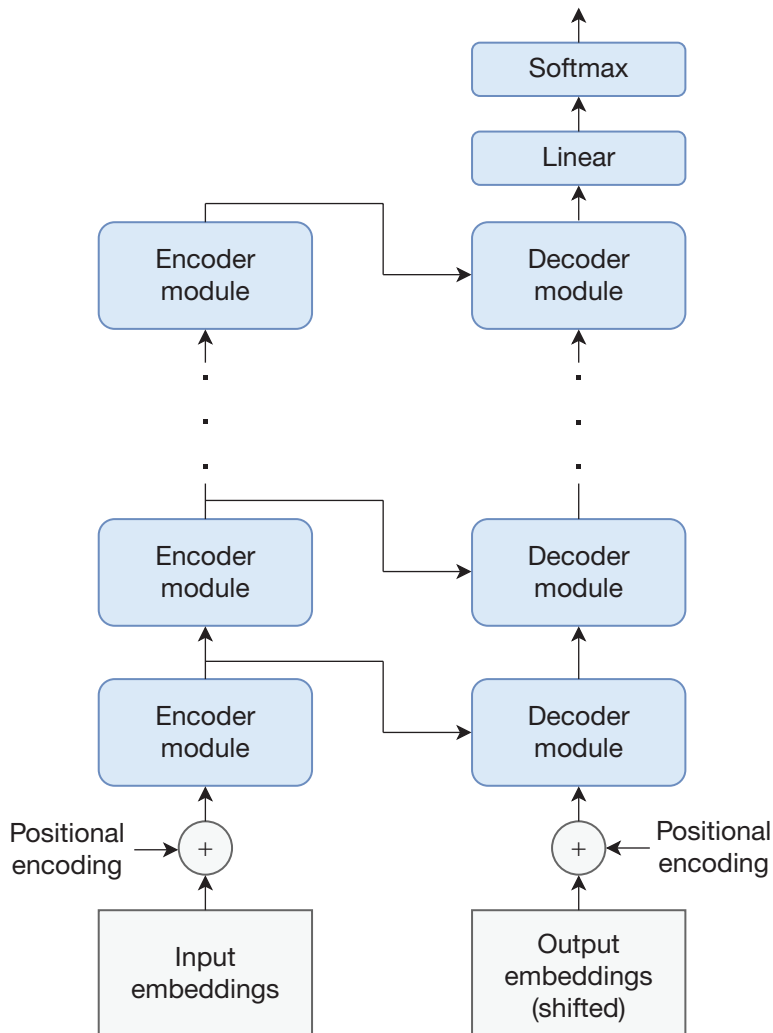 Softmax
Linear
Encoder
module
Decoder
module
Encoder
module
Decoder
module
Encoder
module
Decoder
module
Positional
encoding
+
+
Positional
encoding
Input
embeddings
Output
embeddings
(shifted)